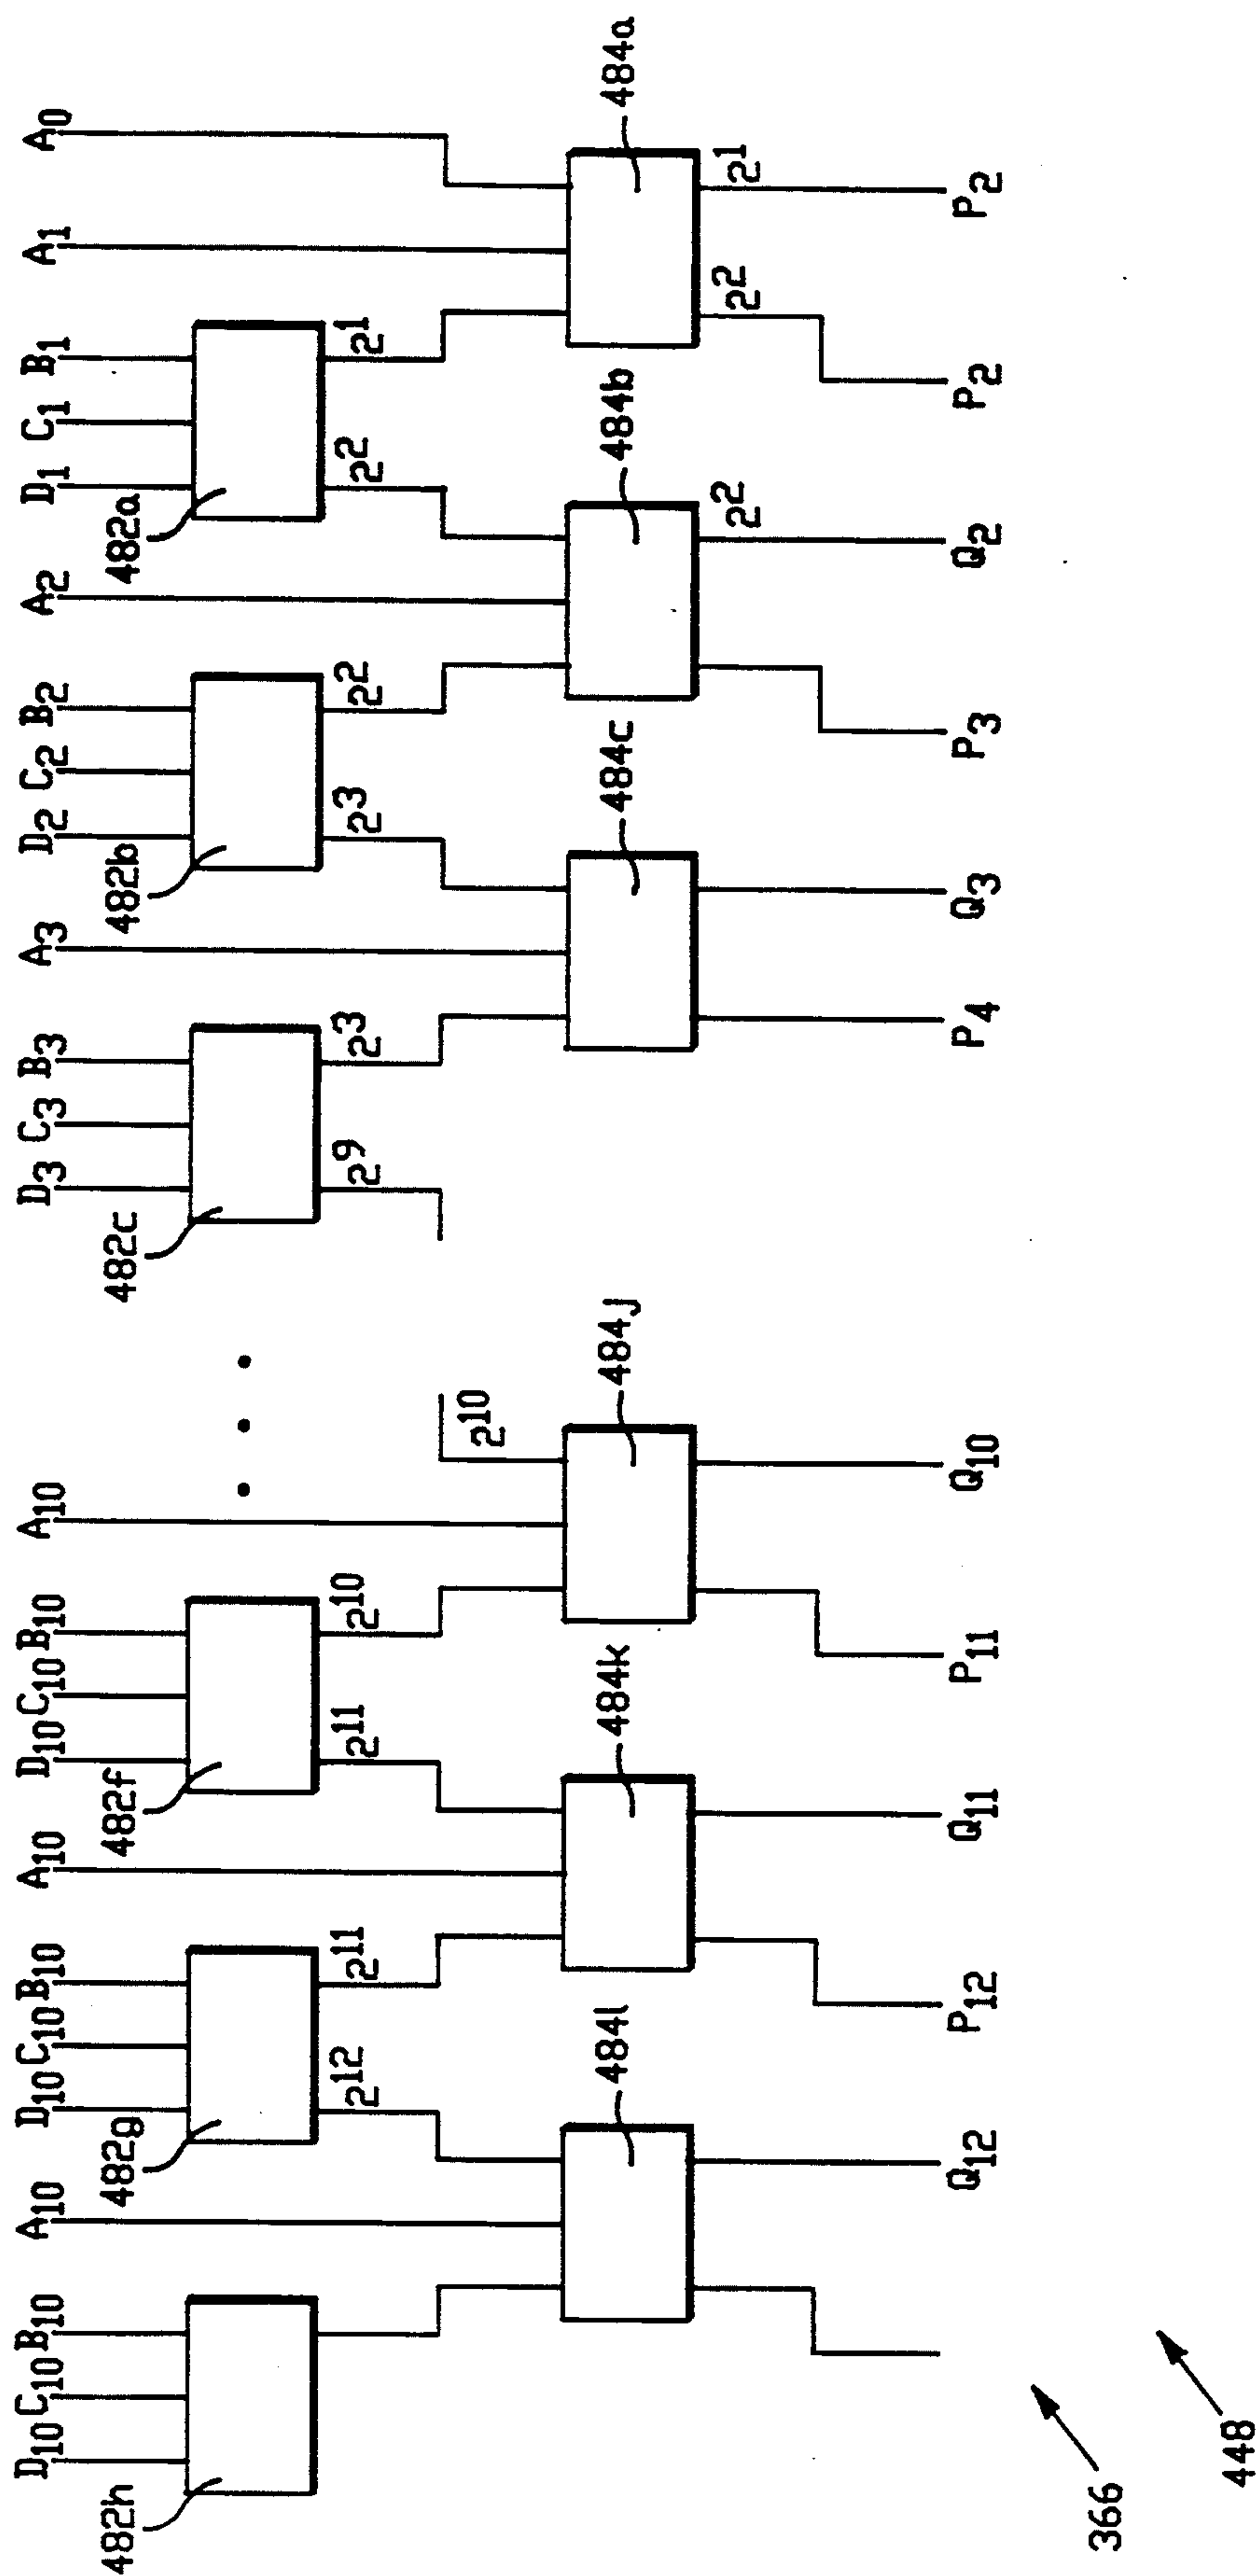 D10 C10 B10 A10 D10 C10 B10 A10 D10 C10 B10 A10 D3 C3 B3 A3 D2 C2 B2 A2 D1 C1 B1 A1 A0
482h 482g 482f 482c 482b 482a
• • •
2^12 2^11 2^11 2^10 2^9 2^3 2^3 2^2 2^2 2^1
2^10
484l 484k 484j 484c 484b 484a
2^2 2^2 2^1
Q12 P12 Q11 P11 Q10 P4 Q3 P3 Q2 P2 P2
366
448